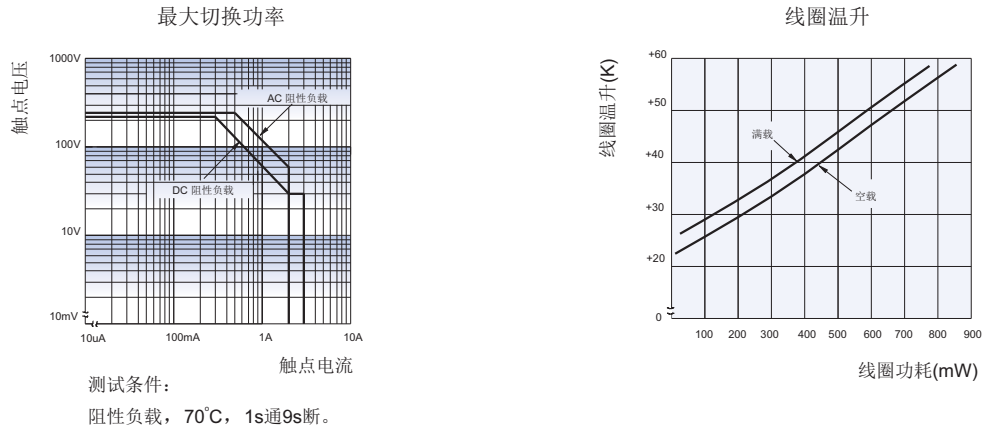 最大切换功率
触点电压
1000V
100V
10V
10mV
AC 阻性负载
DC 阻性负载
10uA
100mA
1A
10A
触点电流
测试条件:
阻性负载，70°C，1s通9s断。
线圈温升
线圈温升(K)
+60
+50
+40
+30
+20
0
满载
空载
100 200 300 400 500 600 700 800 900
线圈功耗(mW)